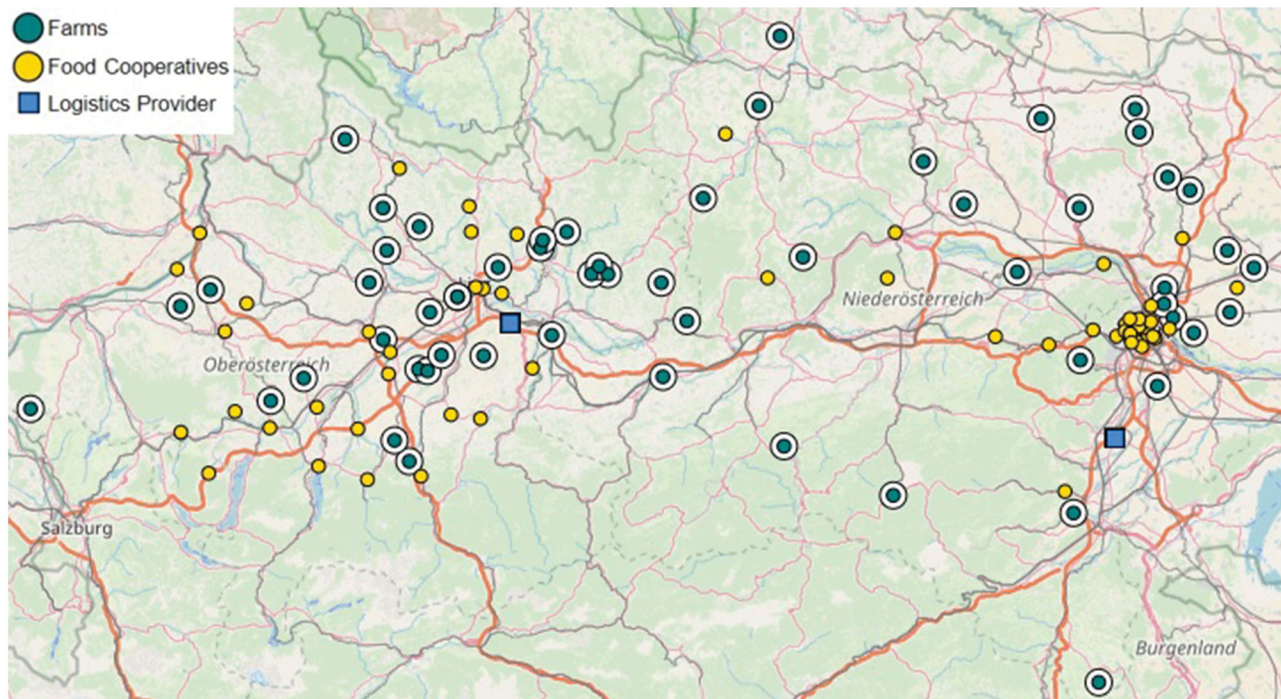 Farms
Food Cooperatives
Logistics Provider
Niederösterreich
Oberösterreich
Salzburg
Burgenland